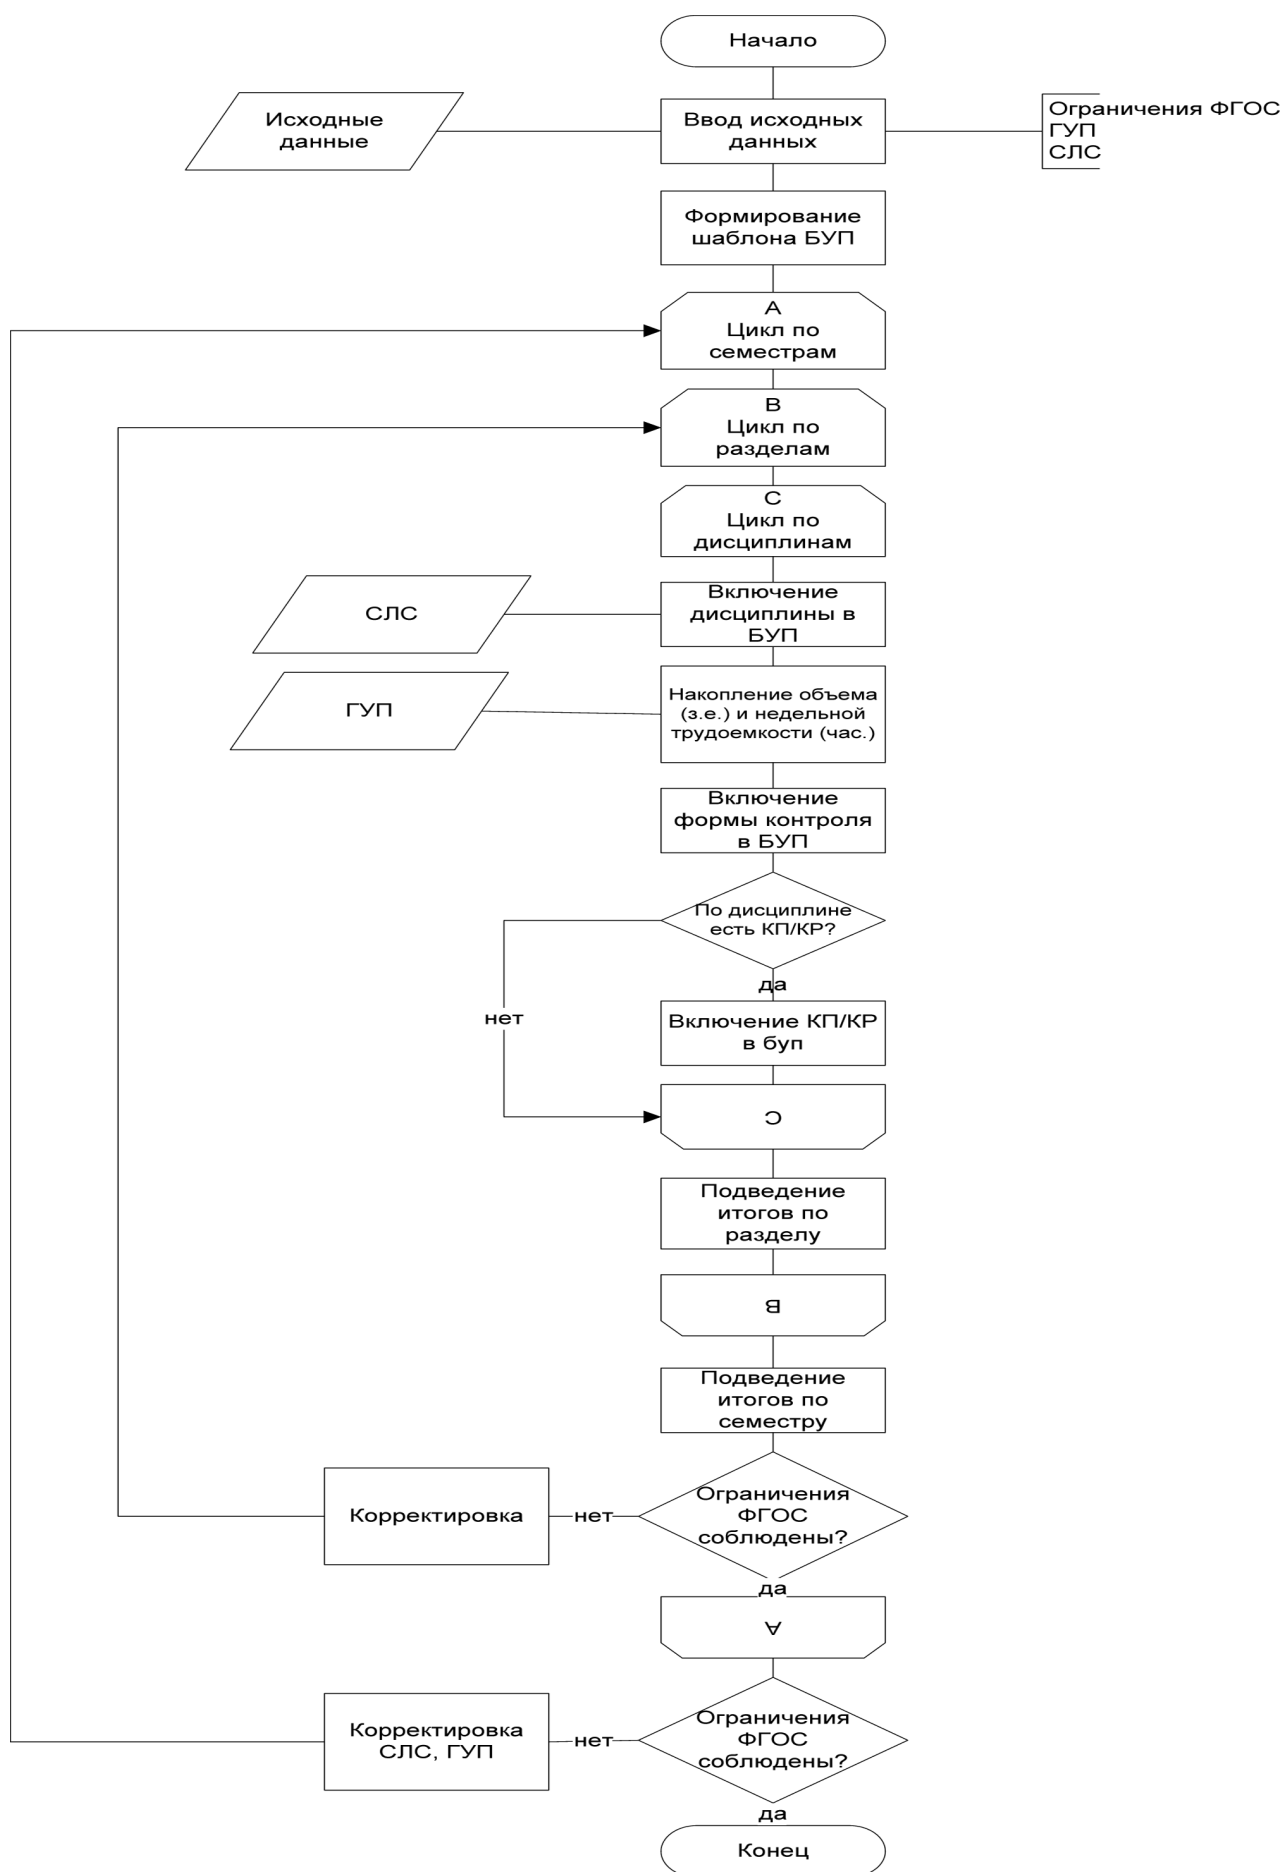 Начало
Исходные
данные
Ввод исходных
данных
Ограничения ФГОС
ГУП
СЛС
Формирование
шаблона БУП
А
Цикл по
семестрам
В
Цикл по
разделам
С
Цикл по
дисциплинам
СЛС
Включение
дисциплины в
БУП
ГУП
Накопление объема
(з.е.) и недельной
трудоемкости (час.)
Включение
формы контроля
в БУП
По дисциплине
есть КП/КР?
да
нет
Включение КП/КР
в буп
С
Подведение
итогов по
разделу
В
Подведение
итогов по
семестру
Корректировка
нет
Ограничения
ФГОС
соблюдены?
да
А
Корректировка
СЛС, ГУП
нет
Ограничения
ФГОС
соблюдены?
да
Конец